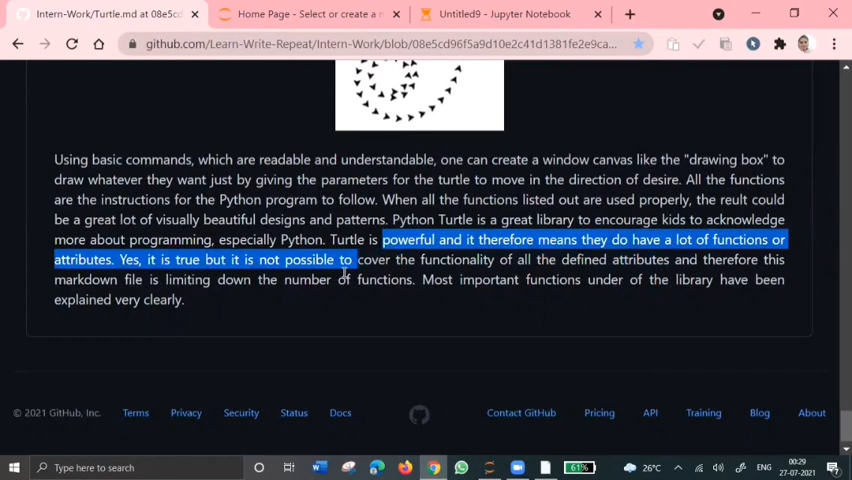 Intern-Work/Turtle.md at 08e5cd
Home Page - Select or create a n
Untitled9 - Jupyter Notebook
github.com/Learn-Write-Repeat/Intern-Work/blob/08e5cd96f5a9d10e2c41d1381fe2e9ca...
Using basic commands, which are readable and understandable, one can create a window canvas like the "drawing box" to
draw whatever they want just by giving the parameters for the turtle to move in the direction of desire. All the functions
are the instructions for the Python program to follow. When all the functions listed out are used properly, the reult could
be a great lot of visually beautiful designs and patterns. Python Turtle is a great library to encourage kids to acknowledge
more about programming, especially Python. Turtle is powerful and it therefore means they do have a lot of functions or
attributes. Yes, it is true but it is not possible to cover the functionality of all the defined attributes and therefore this
markdown file is limiting down the number of functions. Most important functions under of the library have been
explained very clearly.
© 2021 GitHub, Inc. Terms Privacy Security Status Docs Contact GitHub Pricing API Training Blog About
Type here to search
61%
26°C
ENG
00:29
27-07-2021